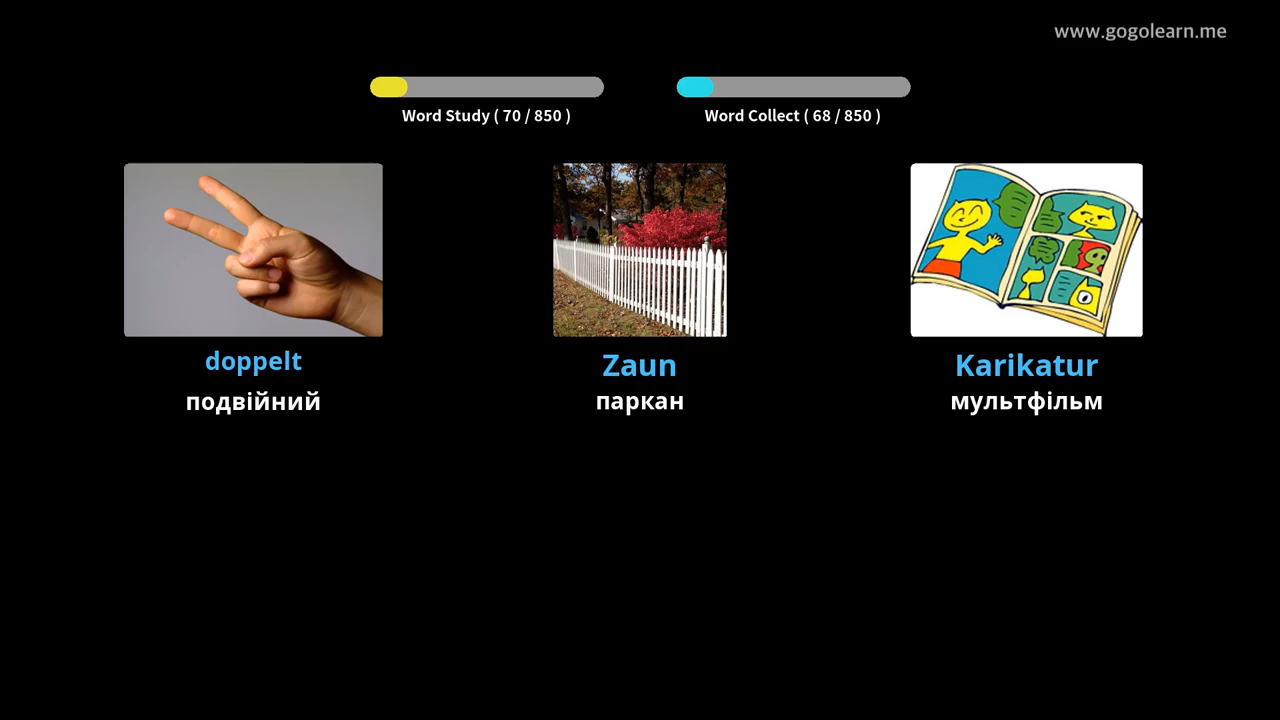 www.gogolearn.me
Word Study ( 70 / 850 )
Word Collect ( 68 / 850 )
doppelt
Zaun
Karikatur
подвійний
паркан
мультфільм